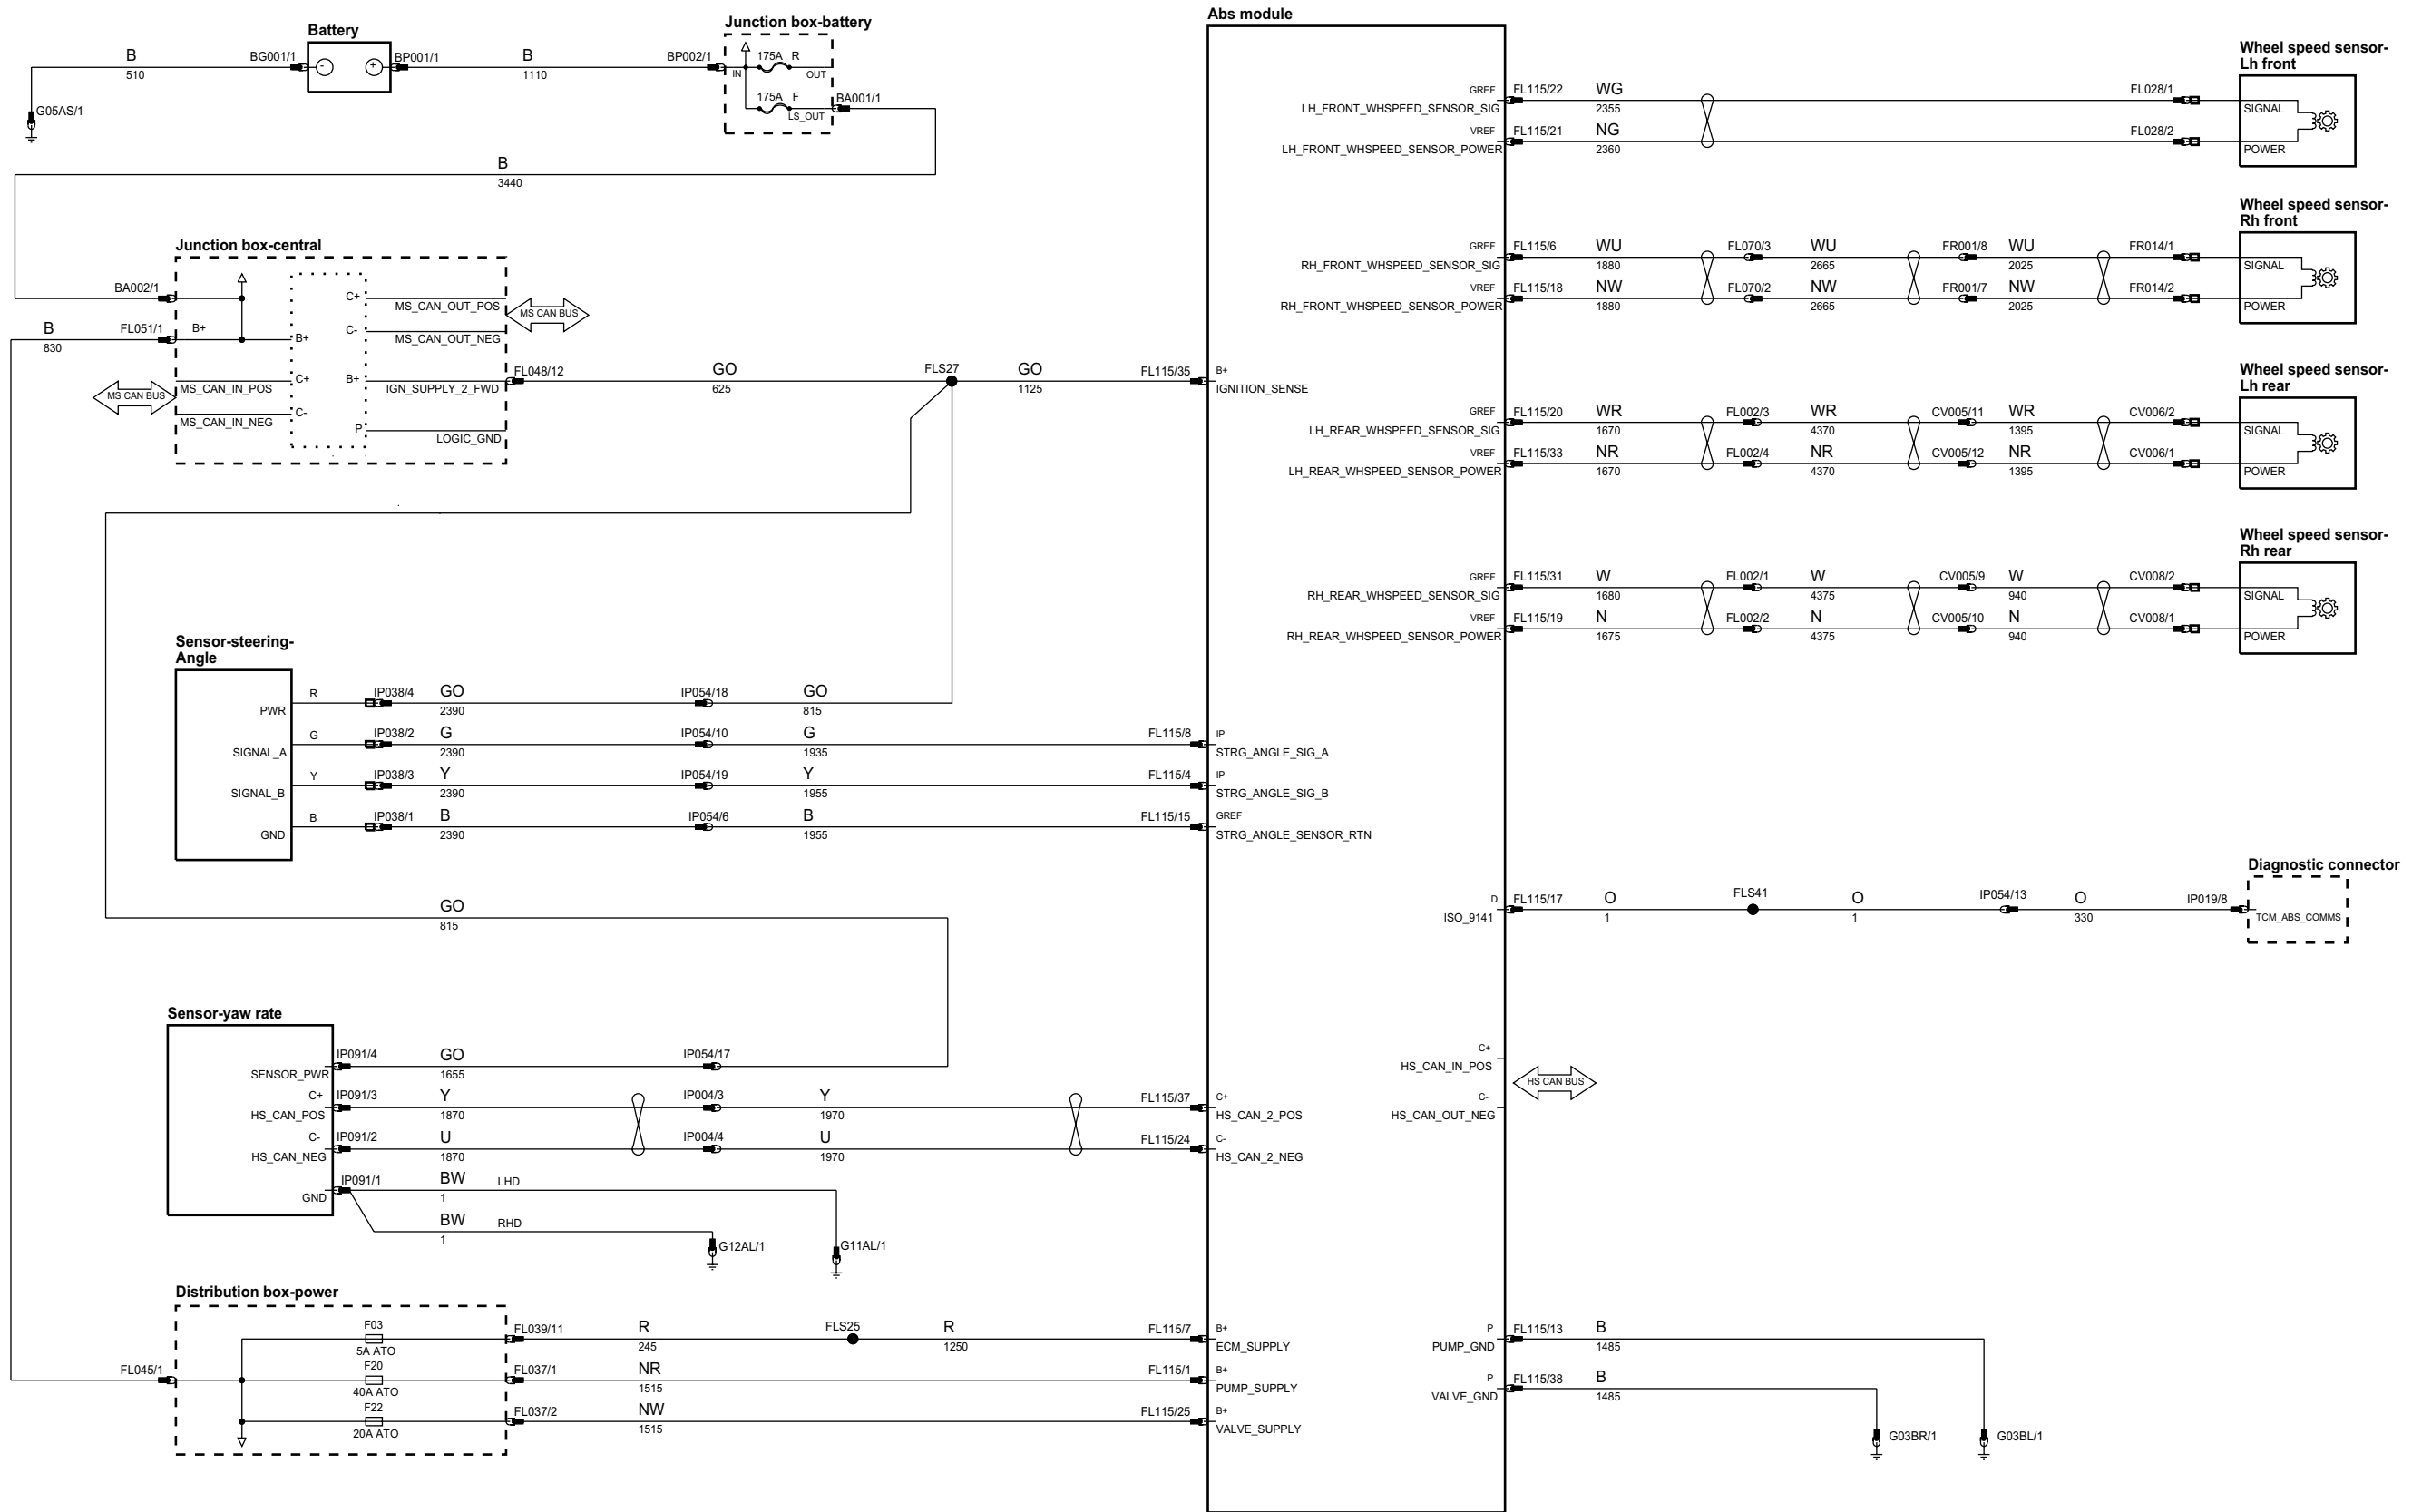 Abs module
Junction box-battery
Battery
B
510
BG001/1
-
+
BP001/1
B
1110
BP002/1
IN
175A R
OUT
175A F
LS_OUT
BA001/1
G05AS/1
B
3440
Junction box-central
BA002/1
B
830
FL051/1
B+
B+
C+
MS_CAN_OUT_POS
C-
MS_CAN_OUT_NEG
MS CAN BUS
MS CAN BUS
MS_CAN_IN_POS
C+
MS_CAN_IN_NEG
C-
B+
IGN_SUPPLY_2_FWD
P
LOGIC_GND
FL048/12
GO
625
FLS27
GO
1125
FL115/35
B+
IGNITION_SENSE
Sensor-steering-
Angle
PWR
R
IP038/4
GO
2390
IP054/18
GO
815
SIGNAL_A
G
IP038/2
G
2390
IP054/10
G
1935
FL115/8
IP
STRG_ANGLE_SIG_A
SIGNAL_B
Y
IP038/3
Y
2390
IP054/19
Y
1955
FL115/4
IP
STRG_ANGLE_SIG_B
GND
B
IP038/1
B
2390
IP054/6
B
1955
FL115/15
GREF
STRG_ANGLE_SENSOR_RTN
GO
815
Sensor-yaw rate
SENSOR_PWR
IP091/4
GO
1655
IP054/17
C+
HS_CAN_POS
IP091/3
Y
1870
IP004/3
Y
1970
FL115/37
C+
HS_CAN_2_POS
C-
HS_CAN_NEG
IP091/2
U
1870
IP004/4
U
1970
FL115/24
C-
HS_CAN_2_NEG
GND
IP091/1
BW
1
LHD
BW
1
RHD
G12AL/1
G11AL/1
Distribution box-power
FL045/1
F03
5A ATO
FL039/11
R
245
FLS25
R
1250
FL115/7
B+
ECM_SUPPLY
F20
40A ATO
FL037/1
NR
1515
FL115/1
B+
PUMP_SUPPLY
F22
20A ATO
FL037/2
NW
1515
FL115/25
B+
VALVE_SUPPLY
Wheel speed sensor-
Lh front
GREF
LH_FRONT_WHSPEED_SENSOR_SIG
FL115/22
WG
2355
FL028/1
SIGNAL
VREF
LH_FRONT_WHSPEED_SENSOR_POWER
FL115/21
NG
2360
FL028/2
POWER
Wheel speed sensor-
Rh front
GREF
RH_FRONT_WHSPEED_SENSOR_SIG
FL115/6
WU
1880
FL070/3
WU
2665
FR001/8
WU
2025
FR014/1
SIGNAL
VREF
RH_FRONT_WHSPEED_SENSOR_POWER
FL115/18
NW
1880
FL070/2
NW
2665
FR001/7
NW
2025
FR014/2
POWER
Wheel speed sensor-
Lh rear
GREF
LH_REAR_WHSPEED_SENSOR_SIG
FL115/20
WR
1670
FL002/3
WR
4370
CV005/11
WR
1395
CV006/2
SIGNAL
VREF
LH_REAR_WHSPEED_SENSOR_POWER
FL115/33
NR
1670
FL002/4
NR
4370
CV005/12
NR
1395
CV006/1
POWER
Wheel speed sensor-
Rh rear
GREF
RH_REAR_WHSPEED_SENSOR_SIG
FL115/31
W
1680
FL002/1
W
4375
CV005/9
W
940
CV008/2
SIGNAL
VREF
RH_REAR_WHSPEED_SENSOR_POWER
FL115/19
N
1675
FL002/2
N
4375
CV005/10
N
940
CV008/1
POWER
Diagnostic connector
D
ISO_9141
FL115/17
O
1
FLS41
O
1
IP054/13
O
330
IP019/8
TCM_ABS_COMMS
C+
HS_CAN_IN_POS
C-
HS_CAN_OUT_NEG
HS CAN BUS
P
PUMP_GND
FL115/13
B
1485
P
VALVE_GND
FL115/38
B
1485
G03BR/1
G03BL/1